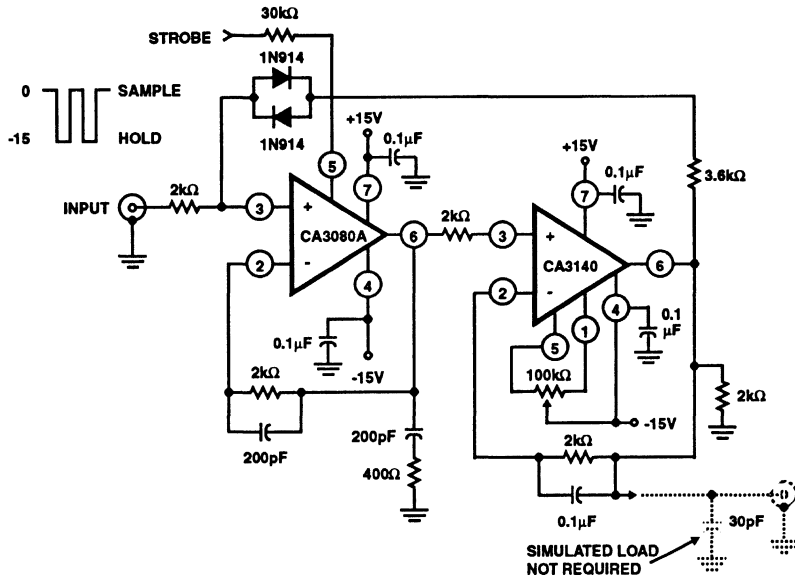 30kΩ
STROBE
1N914
0
SAMPLE
-15
HOLD
1N914
+15V
0.1µF
5
7
+15V
0.1µF
7
3.6kΩ
INPUT
2kΩ
3
+
CA3080A
-
2
6
2kΩ
3
+
CA3140
-
2
6
4
4
0.1
µF
5
1
0.1µF
-15V
100kΩ
2kΩ
-15V
2kΩ
200pF
200pF
2kΩ
400Ω
0.1µF
30pF
SIMULATED LOAD
NOT REQUIRED